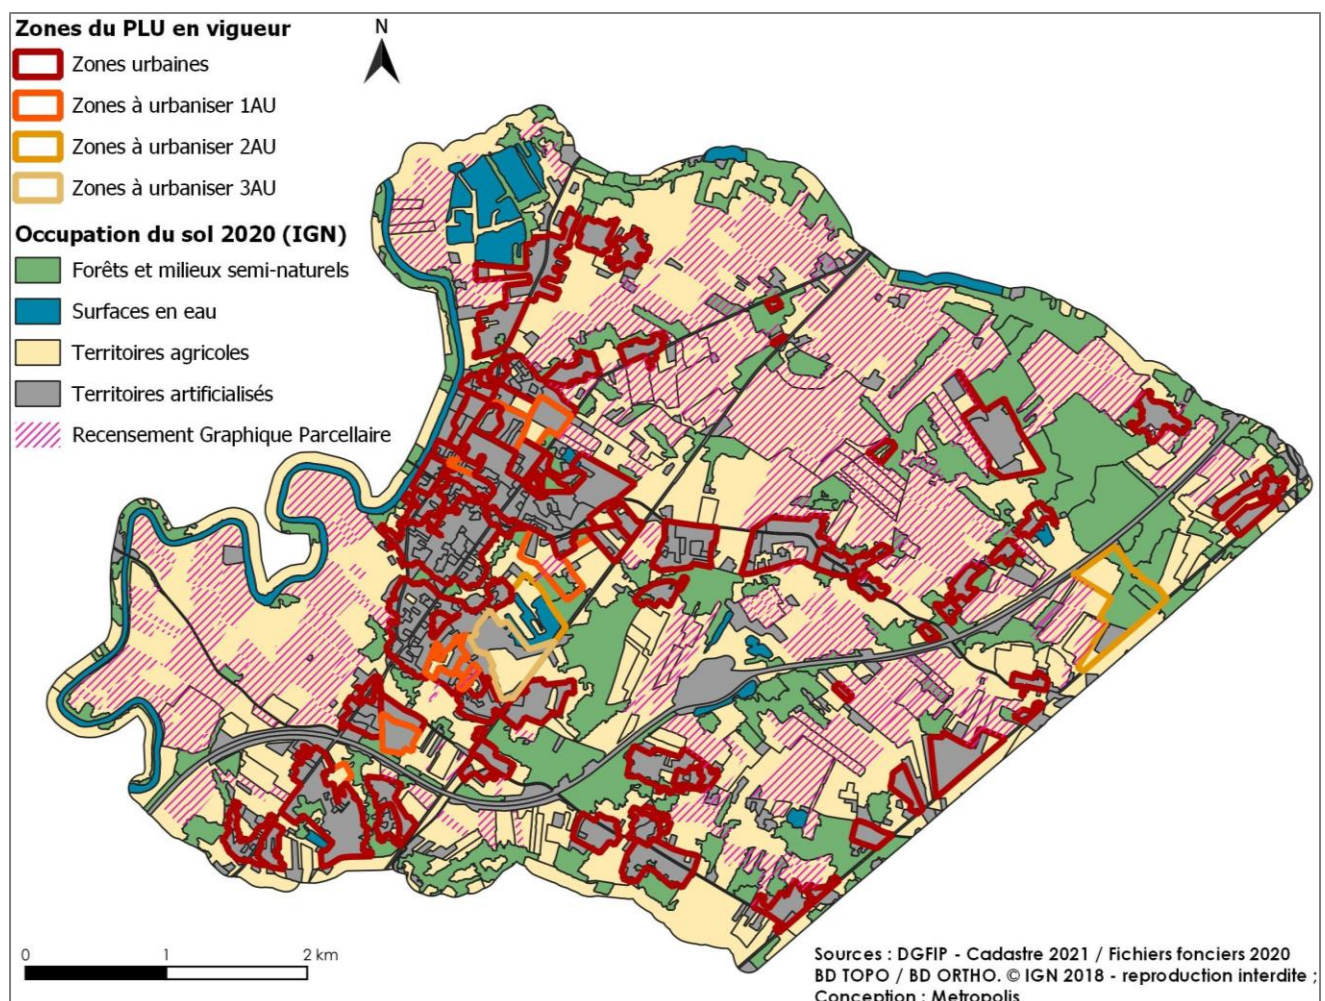 Zones du PLU en vigueur
Zones urbaines
Zones à urbaniser 1AU
Zones à urbaniser 2AU
Zones à urbaniser 3AU
Occupation du sol 2020 (IGN)
Forêts et milieux semi-naturels
Surfaces en eau
Territoires agricoles
Territoires artificialisés
Recensement Graphique Parcellaire
N
0 1 2 km
Sources : DGFIP - Cadastre 2021 / Fichiers fonciers 2020
BD TOPO / BD ORTHO. © IGN 2018 - reproduction interdite ;
Conception : Metropolis